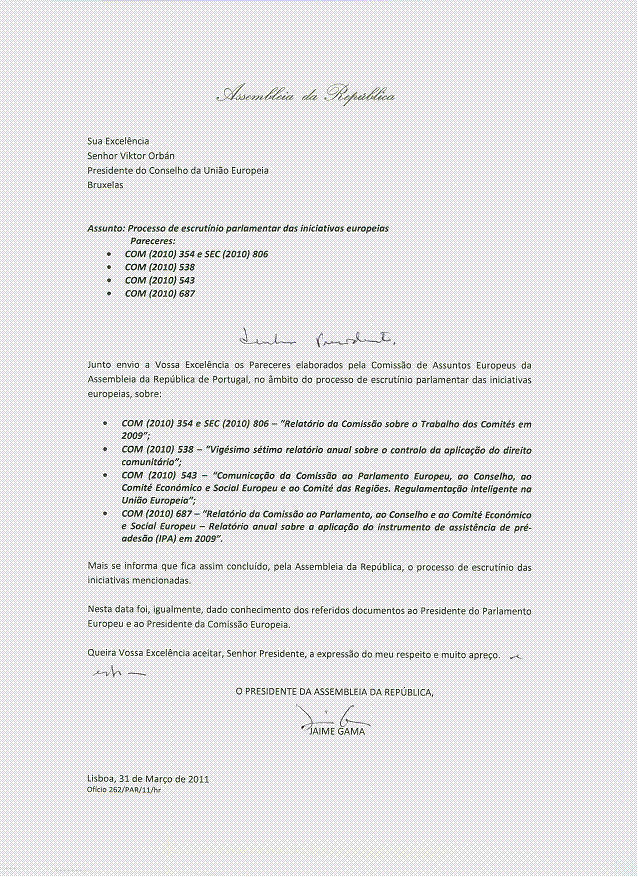 Assembleia da República
Sua Excelência
Senhor Viktor Orbán
Presidente do Conselho da União Europeia
Bruxelas
Assunto: Processo de escrutínio parlamentar das iniciativas europeias
Pareceres:
• COM (2010) 354 e SEC (2010) 806
• COM (2010) 538
• COM (2010) 543
• COM (2010) 687
Senhor Presidente,
Junto envio a Vossa Excelência os Pareceres elaborados pela Comissão de Assuntos Europeus da
Assembleia da República de Portugal, no âmbito do processo de escrutínio parlamentar das iniciativas
europeias, sobre:
• COM (2010) 354 e SEC (2010) 806 – "Relatório da Comissão sobre o Trabalho dos Comités em
2009";
• COM (2010) 538 – "Vigésimo sétimo relatório anual sobre o controlo da aplicação do direito
comunitário";
• COM (2010) 543 – "Comunicação da Comissão ao Parlamento Europeu, ao Conselho, ao
Comité Económico e Social Europeu e ao Comité das Regiões. Regulamentação inteligente na
União Europeia";
• COM (2010) 687 – "Relatório da Comissão ao Parlamento, ao Conselho e ao Comité Económico
e Social Europeu – Relatório anual sobre a aplicação do instrumento de assistência de pré-
adesão (IPA) em 2009".
Mais se informa que fica assim concluído, pela Assembleia da República, o processo de escrutínio das
iniciativas mencionadas.
Nesta data foi, igualmente, dado conhecimento dos referidos documentos ao Presidente do Parlamento
Europeu e ao Presidente da Comissão Europeia.
Queira Vossa Excelência aceitar, Senhor Presidente, a expressão do meu respeito e muito apreço.
O PRESIDENTE DA ASSEMBLEIA DA REPÚBLICA,
JAIME GAMA
Lisboa, 31 de Março de 2011
Ofício 262/PAR/11/hr